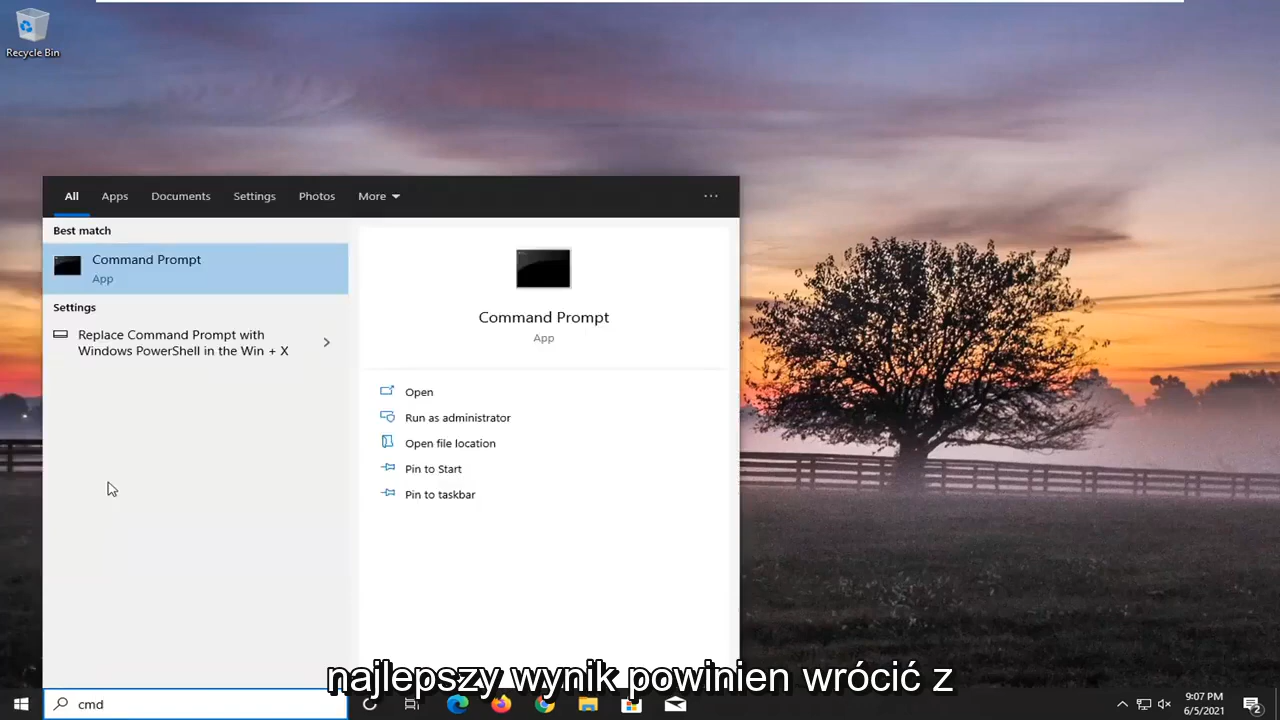 Recycle Bin
All Apps Documents Settings Photos More ...
Best match
Command Prompt
App
Settings
Replace Command Prompt with
Windows PowerShell in the Win + X
Command Prompt
App
Open
Run as administrator
Open file location
Pin to Start
Pin to taskbar
najlepszy wynik powinien wrócić z
cmd
9:07 PM
6/5/2021
2